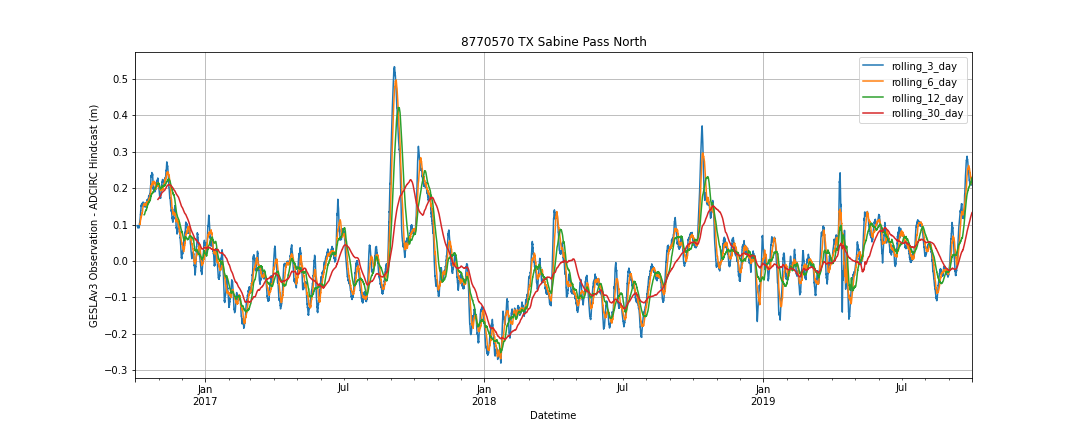 8770570 TX Sabine Pass North
rolling_3_day
rolling_6_day
rolling_12_day
rolling_30_day
GESLAv3 Observation - ADCIRC Hindcast (m)
0.5
0.4
0.3
0.2
0.1
0.0
−0.1
−0.2
−0.3
Jan
2017
Jul
Jan
2018
Jul
Jan
2019
Jul
Datetime